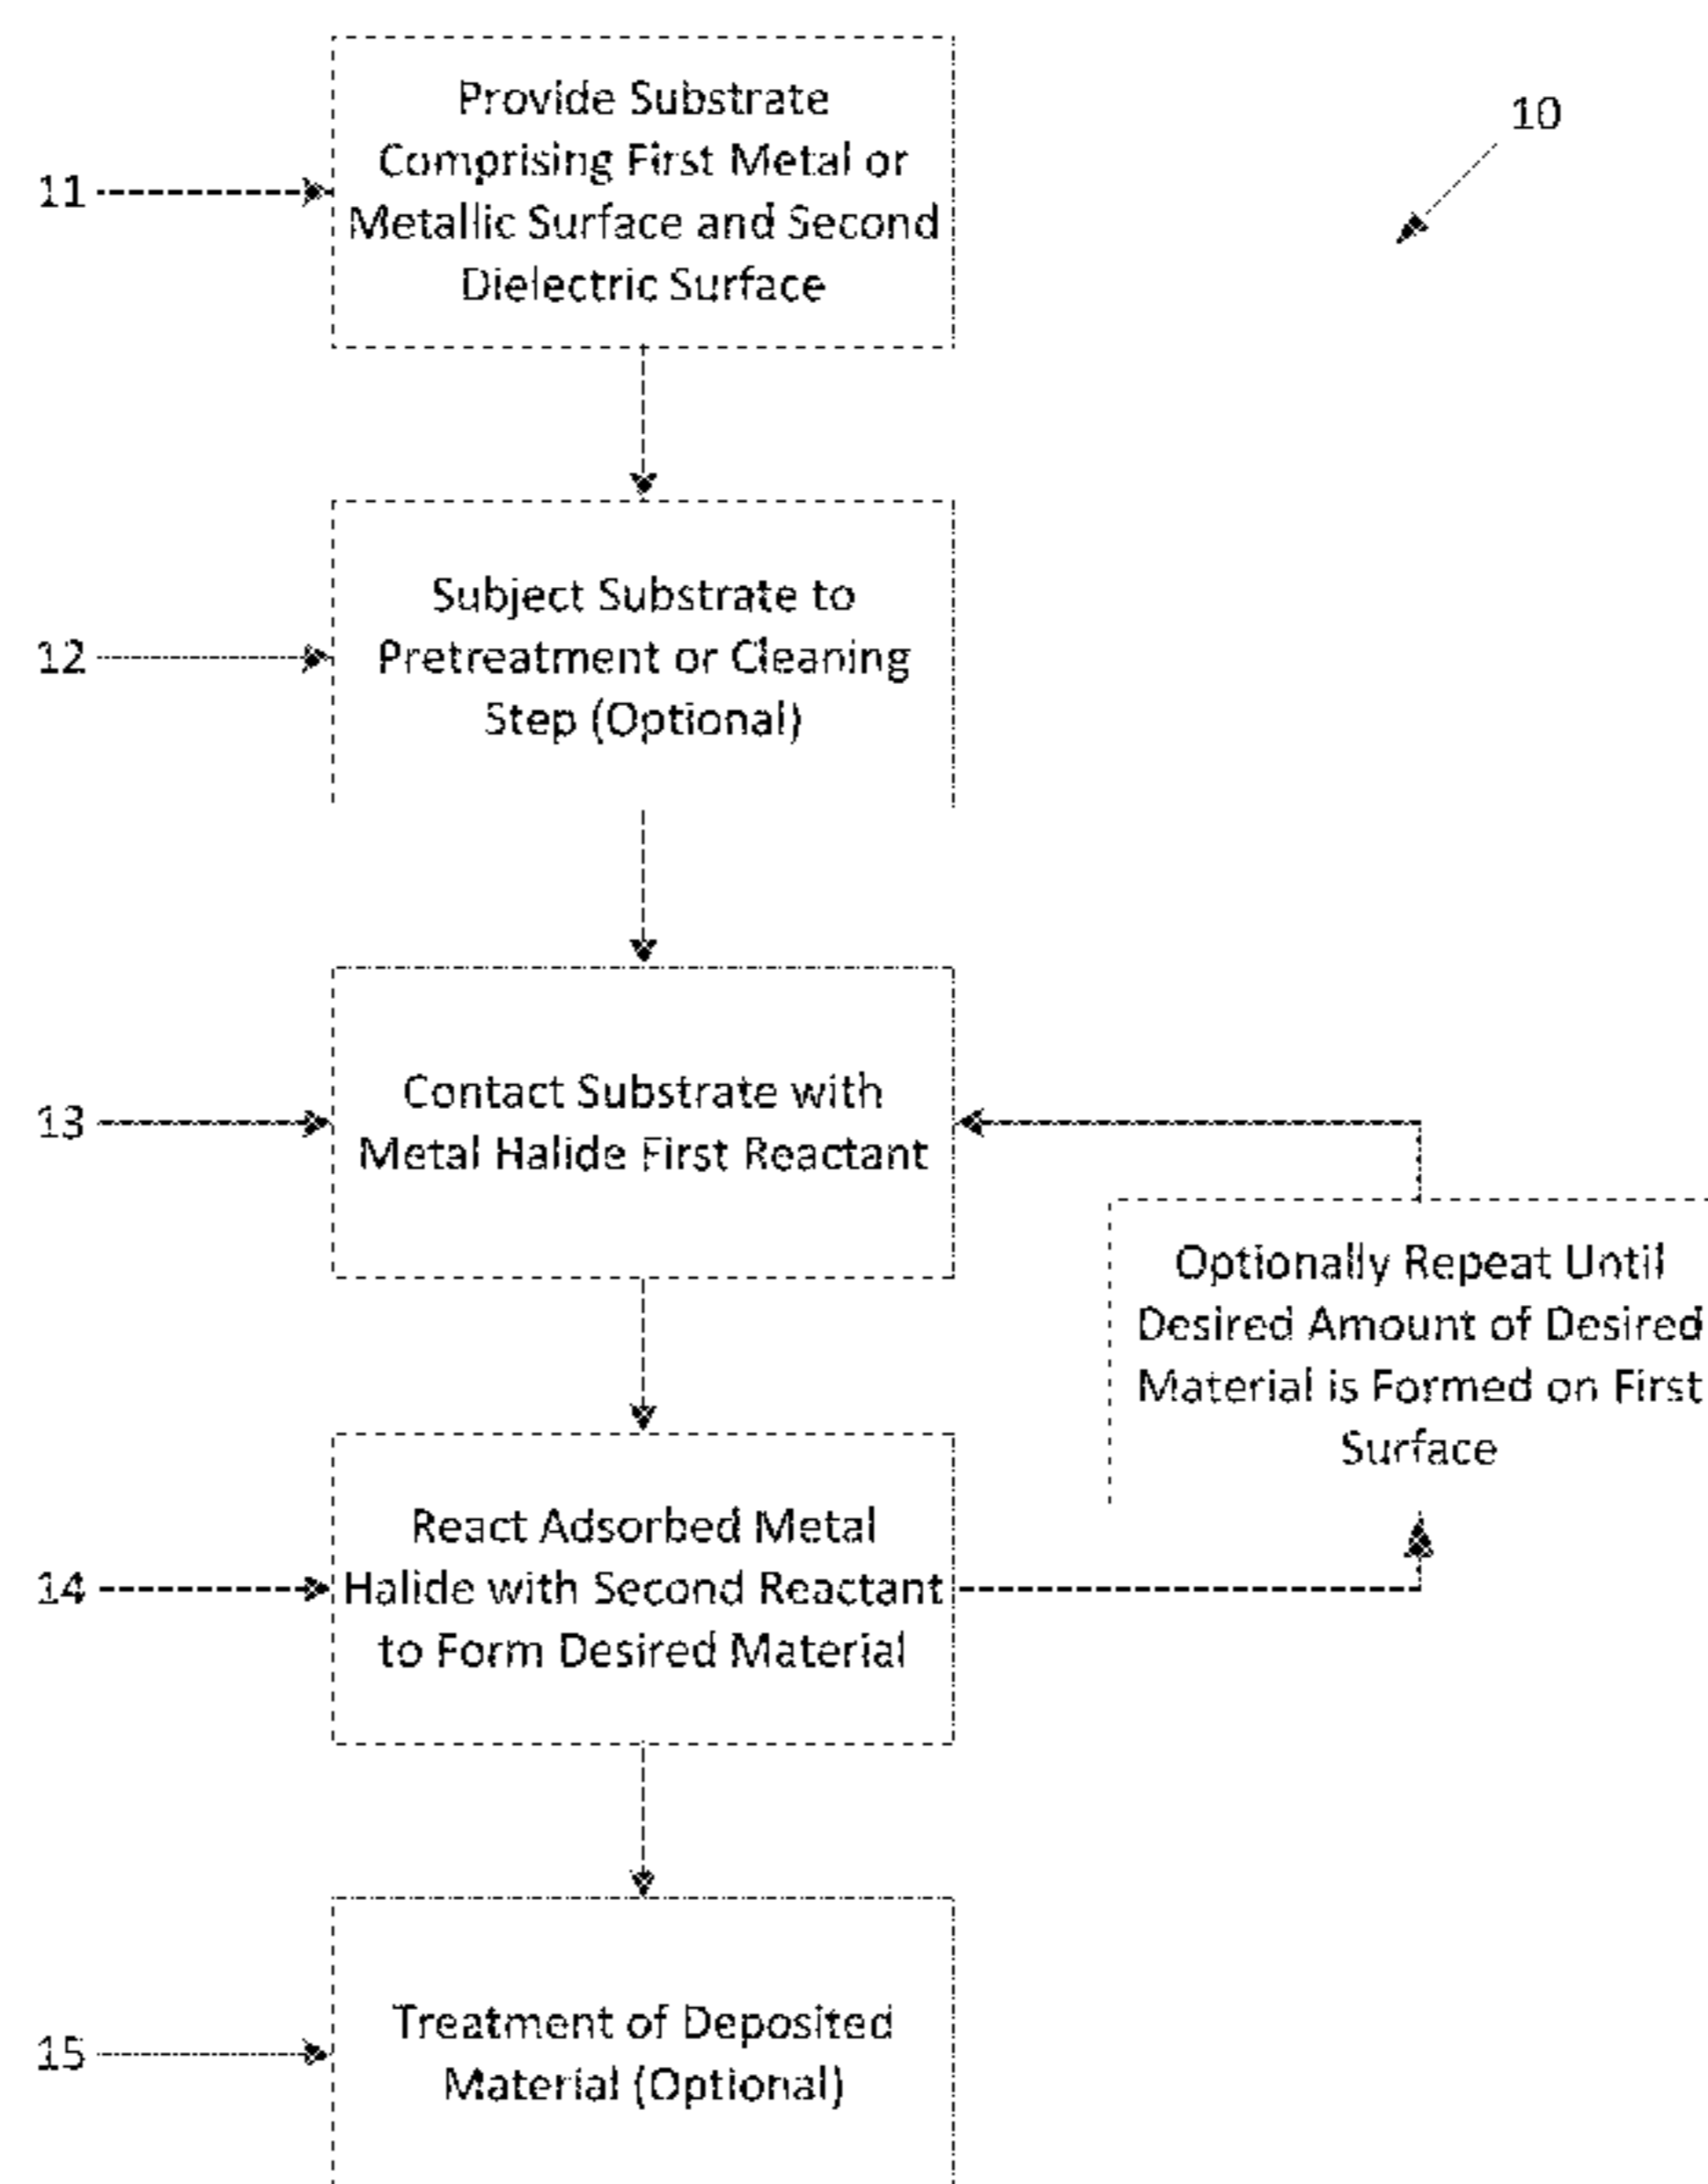 Provide Substrate
Comprising First Metal or
Metallic Surface and Second
Dielectric Surface
10
11
Subject Substrate to
Pretreatment or Cleaning
Step (Optional)
12
Contact Substrate with
Metal Halide First Reactant
13
Optionally Repeat Until
Desired Amount of Desired
Material is Formed on First
Surface
React Adsorbed Metal
Halide with Second Reactant
to Form Desired Material
14
Treatment of Deposited
Material (Optional)
15